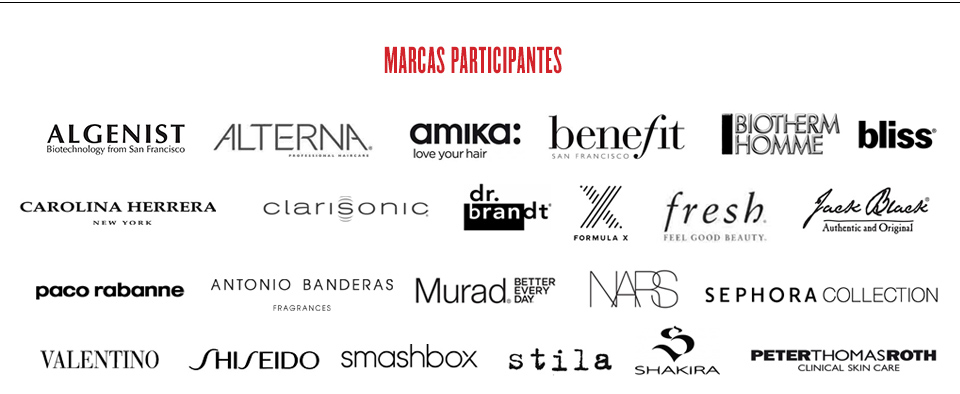 MARCAS PARTICIPANTES
ALGENIST
Biotechnology from San Francisco
ALTERNA®
PROFESSIONAL HAIRCARE
amika:
love your hair
benefit
SAN FRANCISCO
BIOTHERM
HOMME
bliss®
CAROLINA HERRERA
NEW YORK
clarisonic®
dr.
brandt®
X
FORMULA X
fresh®
FEEL GOOD BEAUTY.
Jack Black®
Authentic and Original
paco rabanne
ANTONIO BANDERAS
FRAGRANCES
Murad® BETTER
EVERY
DAY
NARS
SEPHORA COLLECTION
VALENTINO
SHISEIDO
smashbox
stila
S
SHAKIRA
PETERTHOMASROTH
CLINICAL SKIN CARE